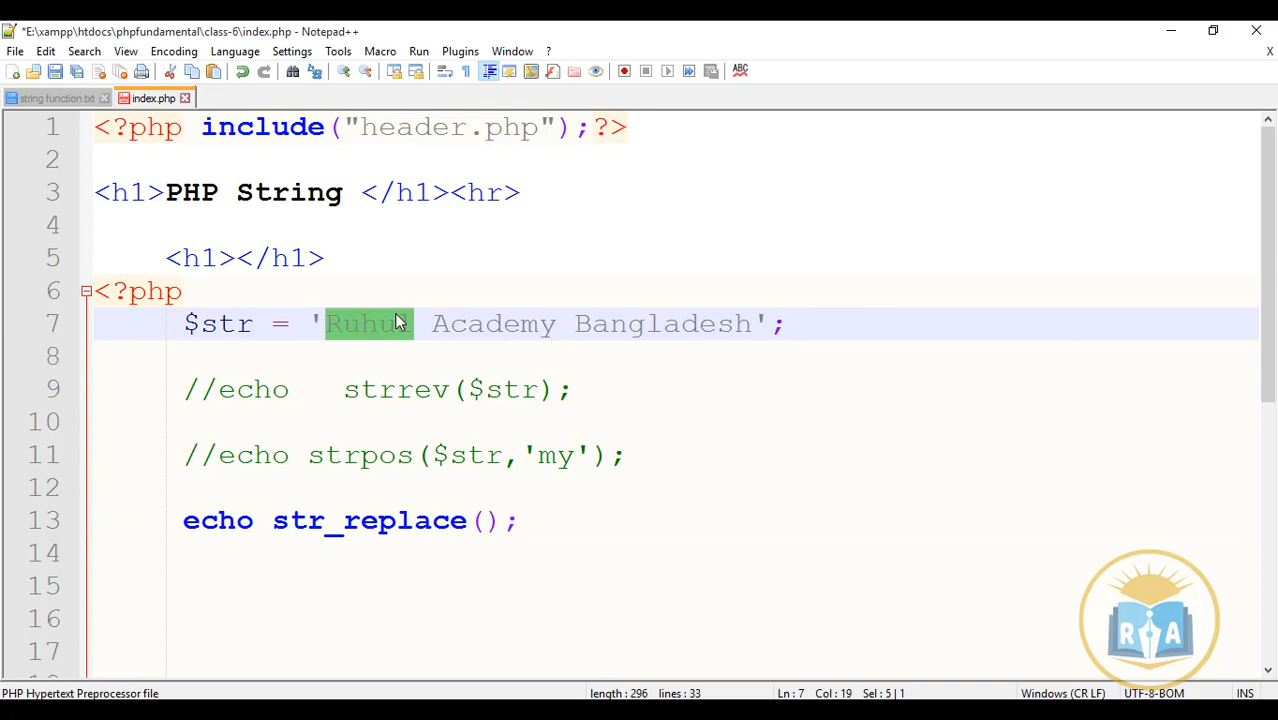 *E:\xampp\htdocs\phpfundamental\class-6\index.php - Notepad++
File Edit Search View Encoding Language Settings Tools Macro Run Plugins Window ? X
string function.txt index.php
1 <?php include("header.php");?>
2
3 <h1>PHP String </h1><hr>
4
5 <h1></h1>
6 <?php
7 $str = 'Ruhul Academy Bangladesh';
8
9 //echo   strrev($str);
10
11 //echo strpos($str,'my');
12
13 echo str_replace();
14
15
16
17
R A
PHP Hypertext Preprocessor file length : 296 lines : 33 Ln : 7 Col : 19 Sel : 5 | 1 Windows (CR LF) UTF-8-BOM INS